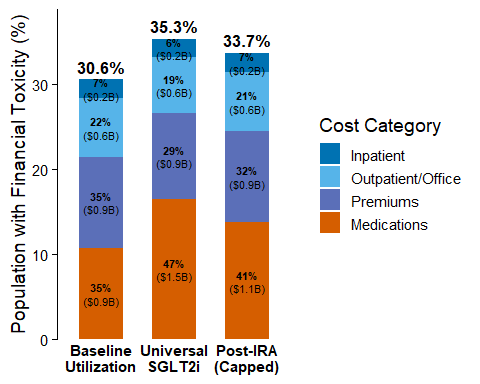 Population with Financial Toxicity (%)
0
10
20
30
30.6%
7%
($0.2B)
22%
($0.6B)
35%
($0.9B)
35%
($0.9B)
Baseline
Utilization
35.3%
6%
($0.2B)
19%
($0.6B)
29%
($0.9B)
47%
($1.5B)
Universal
SGLT2i
33.7%
7%
($0.2B)
21%
($0.6B)
32%
($0.9B)
41%
($1.1B)
Post-IRA
(Capped)
Cost Category
Inpatient
Outpatient/Office
Premiums
Medications